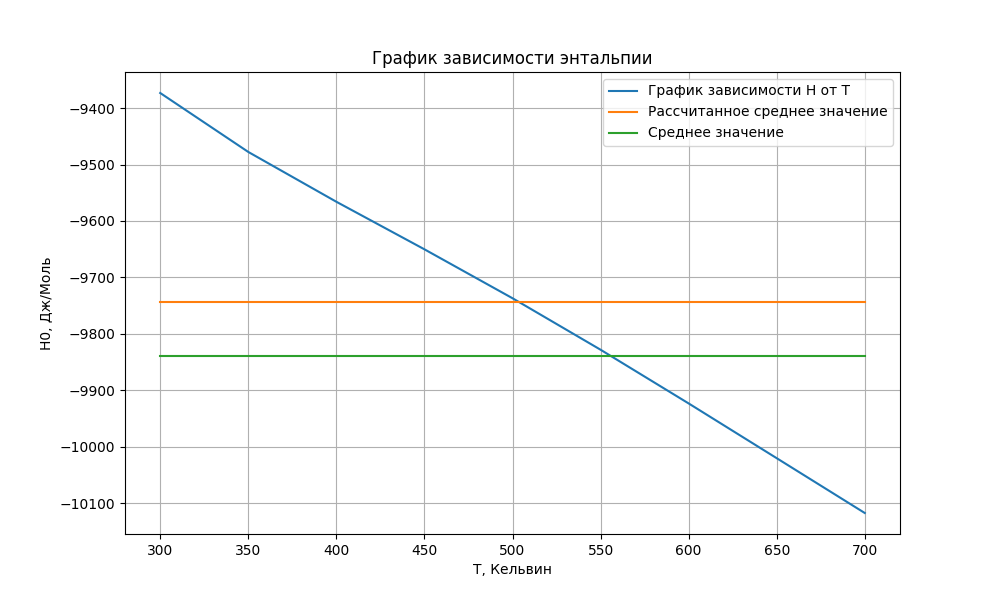 График зависимости энтальпии
График зависимости H от T
Рассчитанное среднее значение
Среднее значение
H0, Дж/Моль
−9400
−9500
−9600
−9700
−9800
−9900
−10000
−10100
300 350 400 450 500 550 600 650 700
T, Кельвин